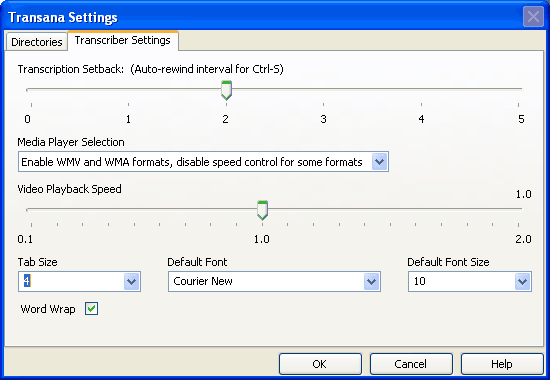 Transana Settings
Directories Transcriber Settings
Transcription Setback: (Auto-rewind interval for Ctrl-S)
0 1 2 3 4 5
Media Player Selection
Enable WMV and WMA formats, disable speed control for some formats
Video Playback Speed 1.0
0.1 1.0 2.0
Tab Size Default Font Default Font Size
4 Courier New 10
Word Wrap
OK Cancel Help